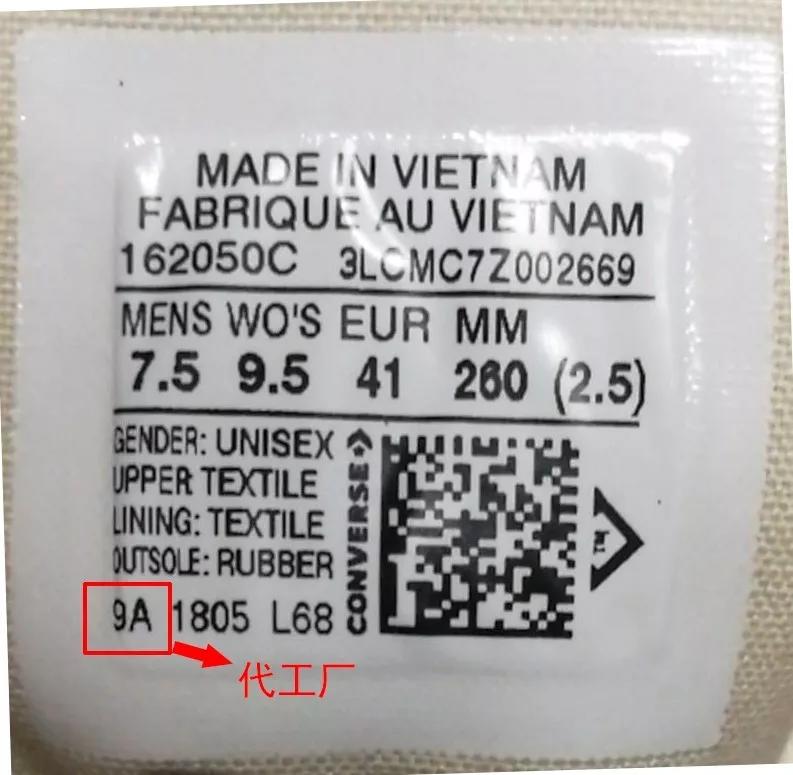 MADE IN VIETNAM
FABRIQUE AU VIETNAM
162050C 3LCMC7Z002669
MENS WO'S EUR MM
7.5 9.5 41 260 (2.5)
GENDER: UNISEX
UPPER TEXTILE
LINING: TEXTILE
OUTSOLE: RUBBER
9A 1805 L68
CONVERSE
代工厂